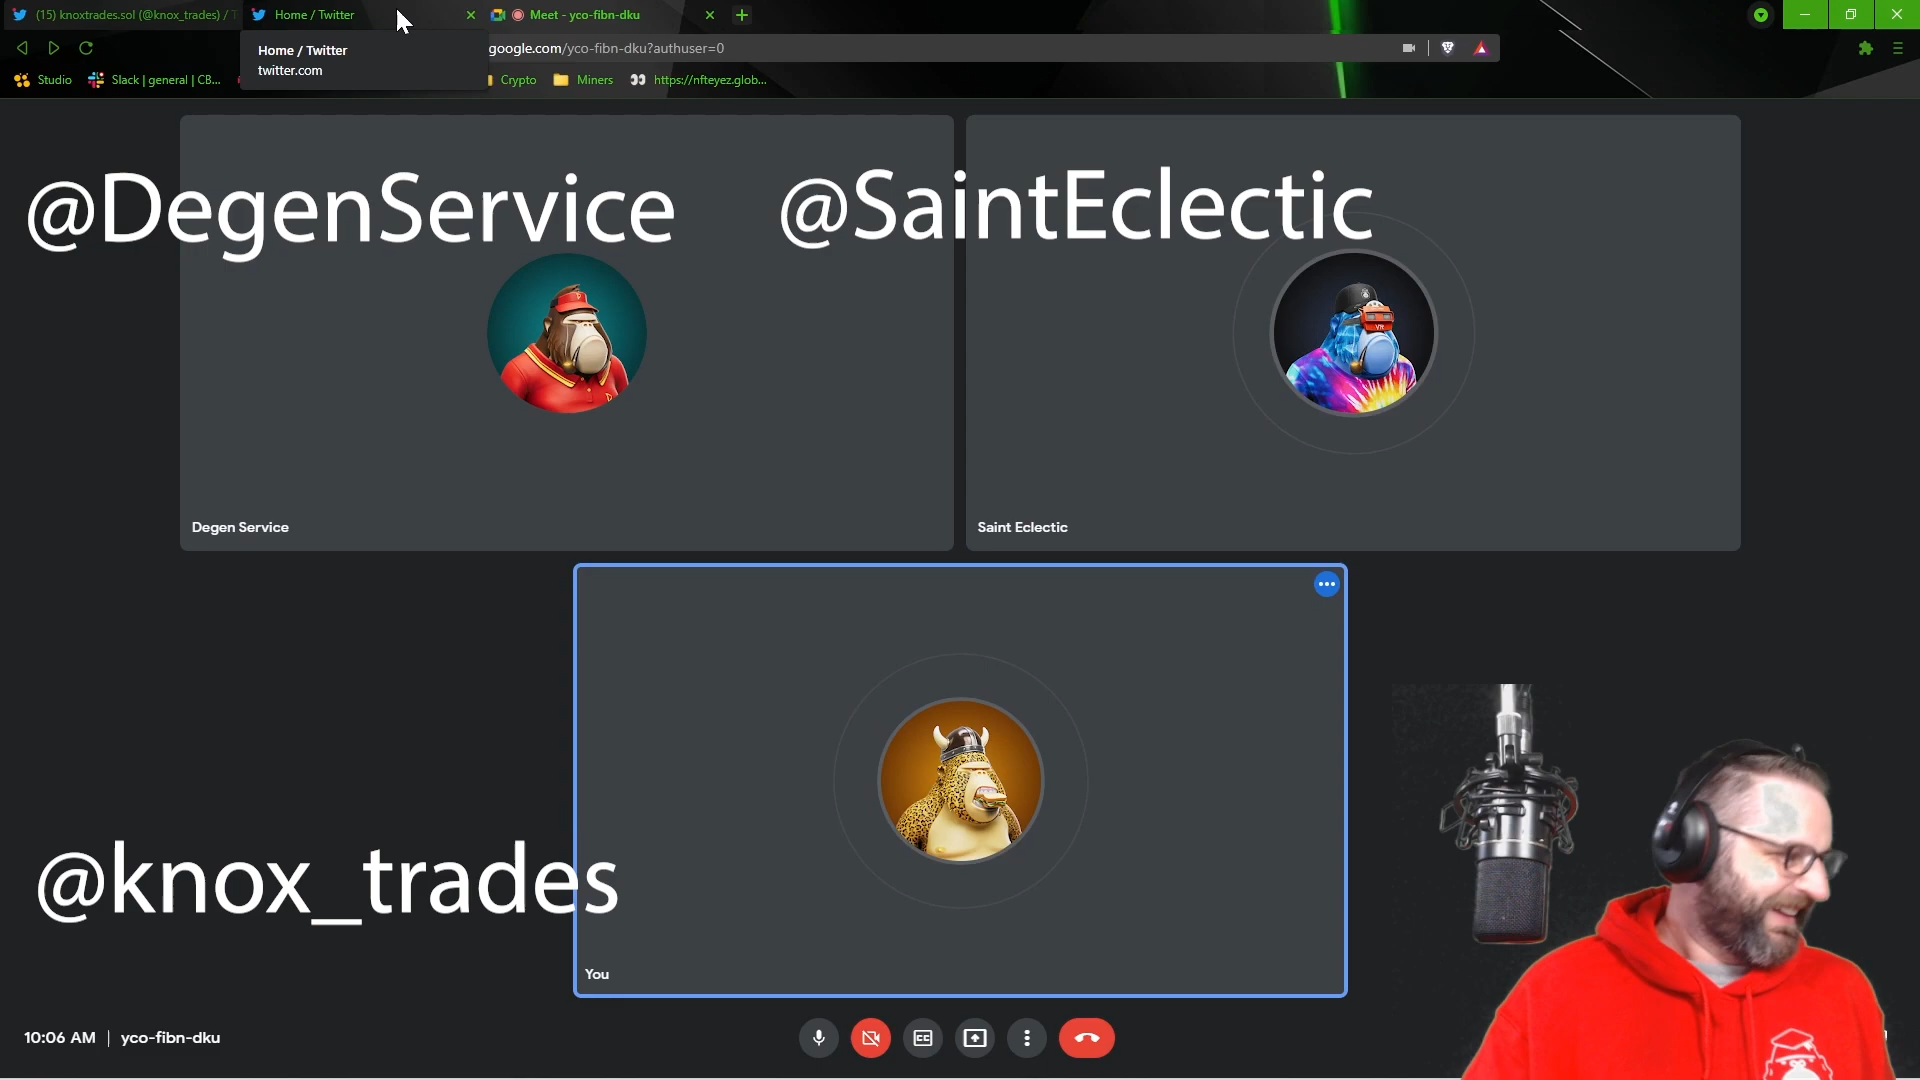 (15) knoxtrades.sol (@knox_trades) / T
Home / Twitter
Meet - yco-fibn-dku
Home / Twitter
twitter.com
google.com/yco-fibn-dku?authuser=0
Studio
Slack | general | CB...
Crypto
Miners
https://nfteyez.glob...
@DegenService
@SaintEclectic
Degen Service
Saint Eclectic
@knox_trades
You
10:06 AM | yco-fibn-dku